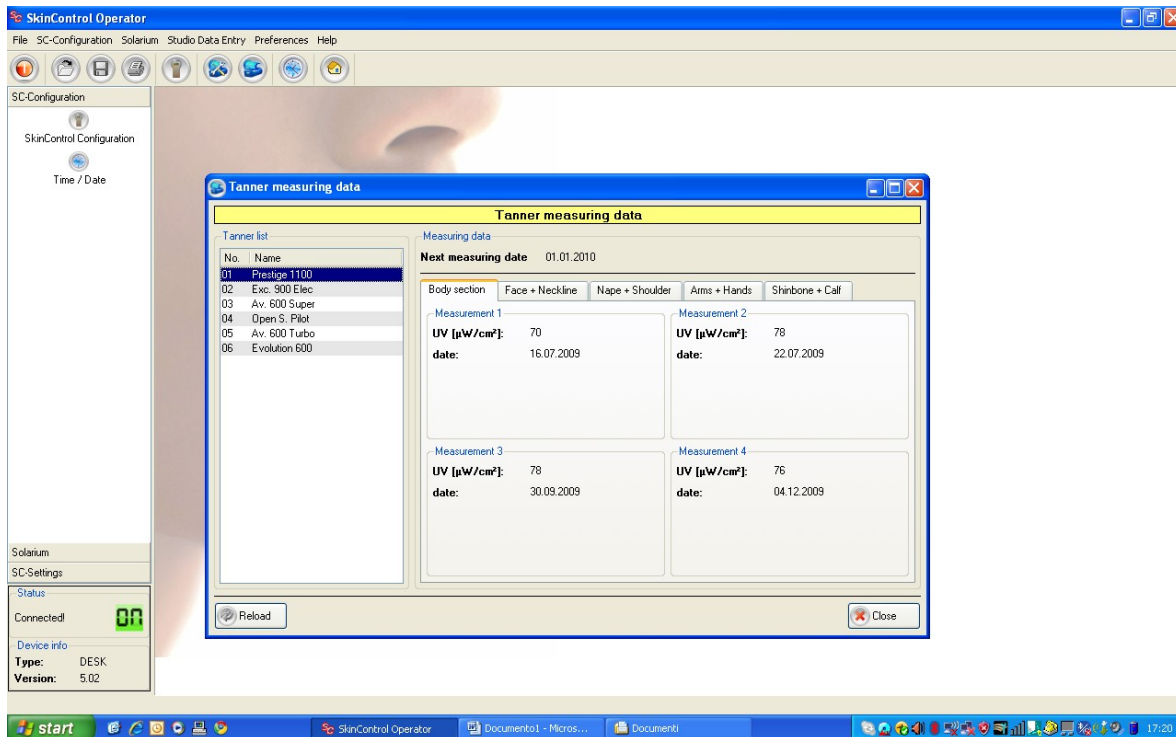 SkinControl Operator
File SC-Configuration Solarium Studio Data Entry Preferences Help
SC-Configuration
SkinControl Configuration
Time / Date
Tanner measuring data
Tanner measuring data
Tanner list
No. Name
01 Prestige 1100
02 Exc. 900 Elec
03 Av. 600 Super
04 Open S. Pilot
05 Av. 600 Turbo
06 Evolution 600
Measuring data
Next measuring date 01.01.2010
Body section Face + Neckline Nape + Shoulder Arms + Hands Shinbone + Calf
Measurement 1
UV [µW/cm²]: 70
date: 16.07.2009
Measurement 2
UV [µW/cm²]: 78
date: 22.07.2009
Measurement 3
UV [µW/cm²]: 78
date: 30.09.2009
Measurement 4
UV [µW/cm²]: 76
date: 04.12.2009
Reload
Close
Solarium
SC-Settings
Status
Connected! ON
Device info
Type: DESK
Version: 5.02
start SkinControl Operator Documento1 - Micros... Documenti 17:20